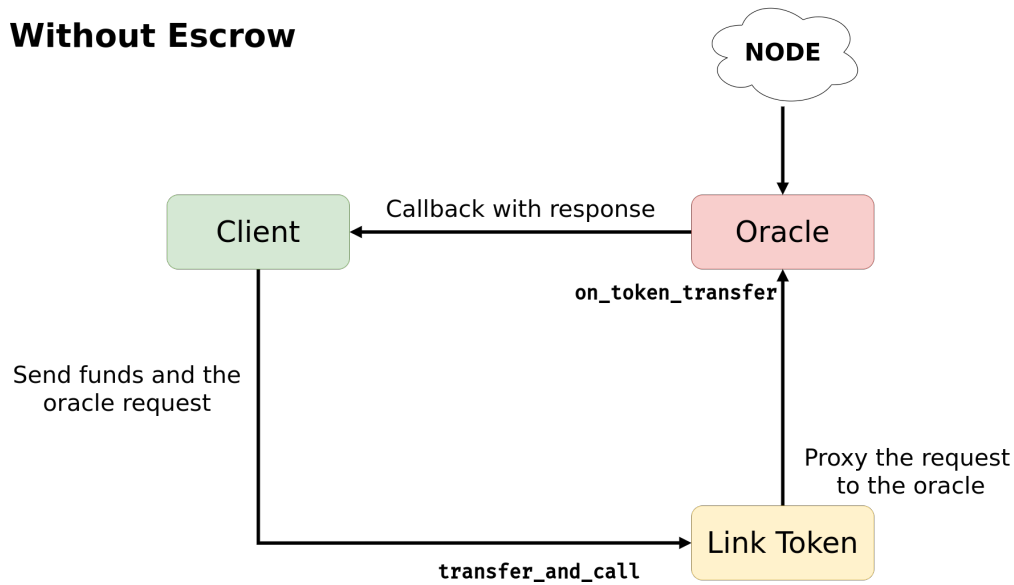 Without Escrow
NODE
Callback with response
Client
Oracle
on_token_transfer
Send funds and the
oracle request
Proxy the request
to the oracle
Link Token
transfer_and_call